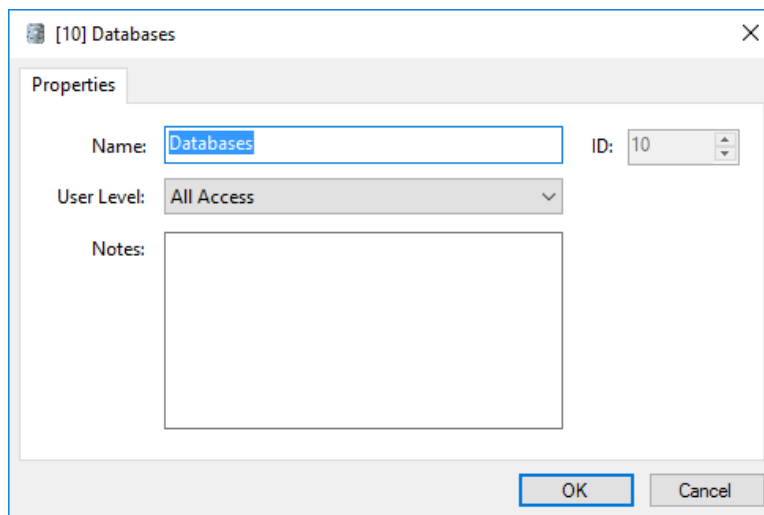 [10] Databases
Properties
Name: Databases ID: 10
User Level: All Access
Notes:
OK Cancel